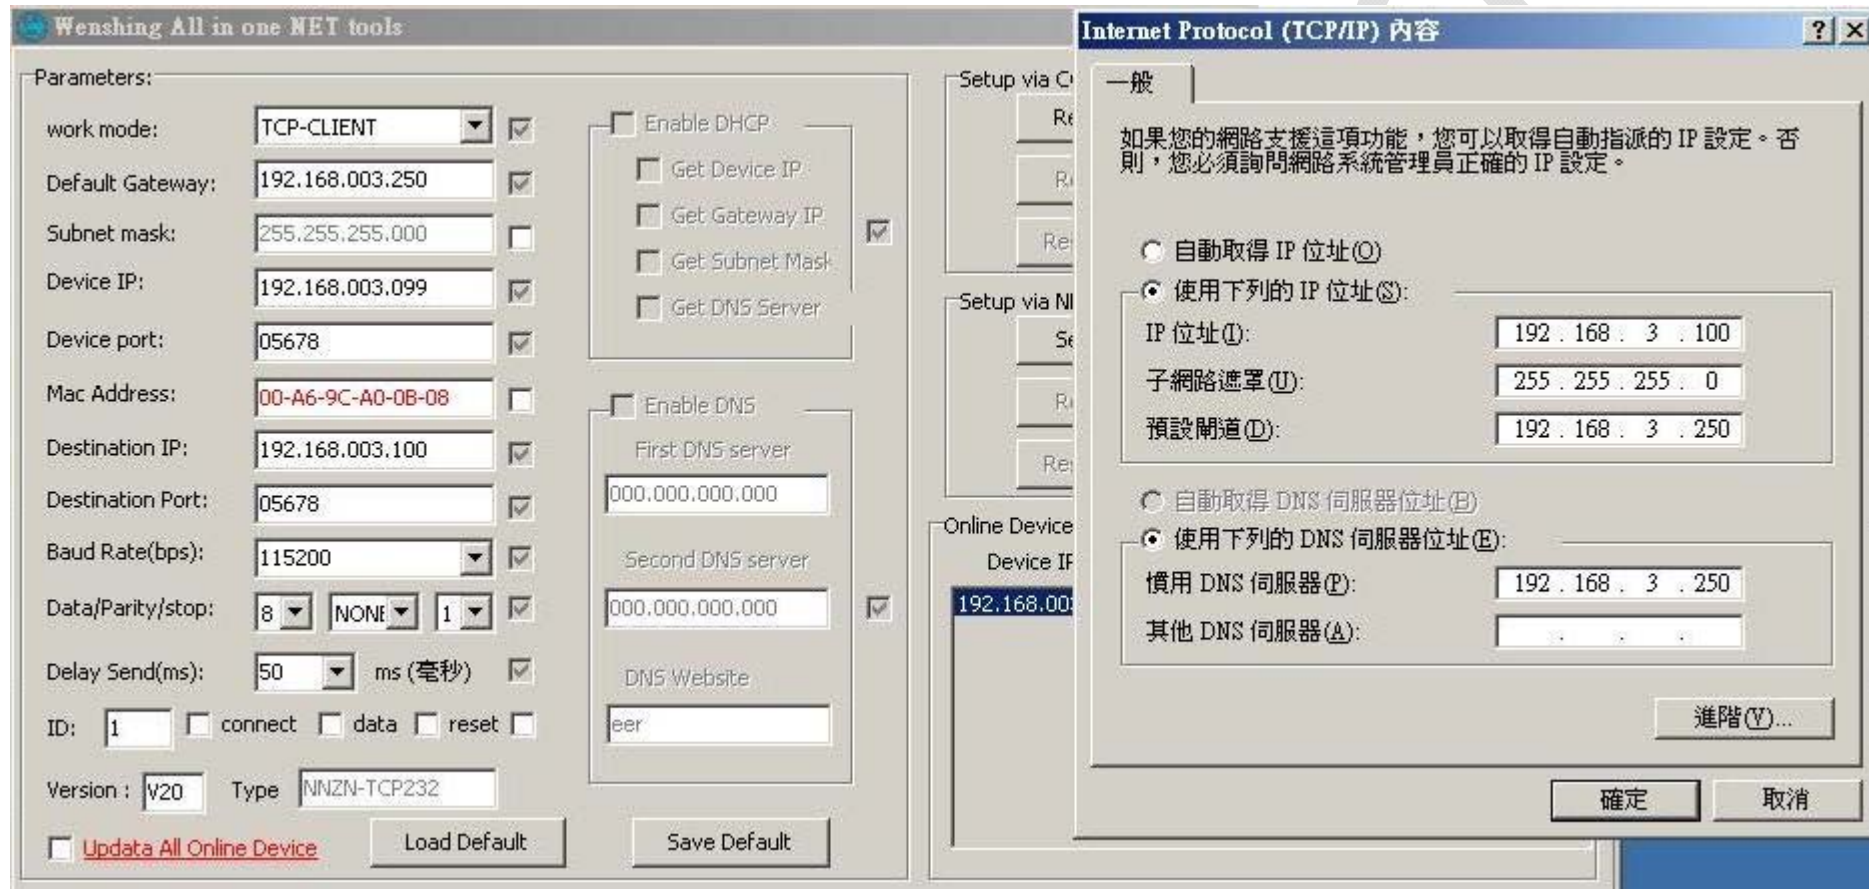 Wenshing All in one NET tools
Parameters:
work mode: TCP-CLIENT
Default Gateway: 192.168.003.250
Subnet mask: 255.255.255.000
Device IP: 192.168.003.099
Device port: 05678
Mac Address: 00-A6-9C-A0-0B-08
Destination IP: 192.168.003.100
Destination Port: 05678
Baud Rate(bps): 115200
Data/Parity/stop: 8 NONE 1
Delay Send(ms): 50 ms (毫秒)
ID: 1 connect data reset
Version : V20 Type NNZN-TCP232
Updata All Online Device Load Default Save Default
Enable DHCP
Get Device IP
Get Gateway IP
Get Subnet Mask
Get DNS Server
Enable DNS
First DNS server
000.000.000.000
Second DNS server
000.000.000.000
DNS Website
eer
Setup via
Setup via
Online Device
Device IP
192.168.00
Internet Protocol (TCP/IP) 內容
一般
如果您的網路支援這項功能，您可以取得自動指派的 IP 設定。否
則，您必須詢問網路系統管理員正確的 IP 設定。
自動取得 IP 位址(O)
使用下列的 IP 位址(S):
IP 位址(I): 192 . 168 . 3 . 100
子網路遮罩(U): 255 . 255 . 255 . 0
預設閘道(D): 192 . 168 . 3 . 250
自動取得 DNS 伺服器位址(B)
使用下列的 DNS 伺服器位址(E):
慣用 DNS 伺服器(P): 192 . 168 . 3 . 250
其他 DNS 伺服器(A): . . .
進階(V)...
確定 取消